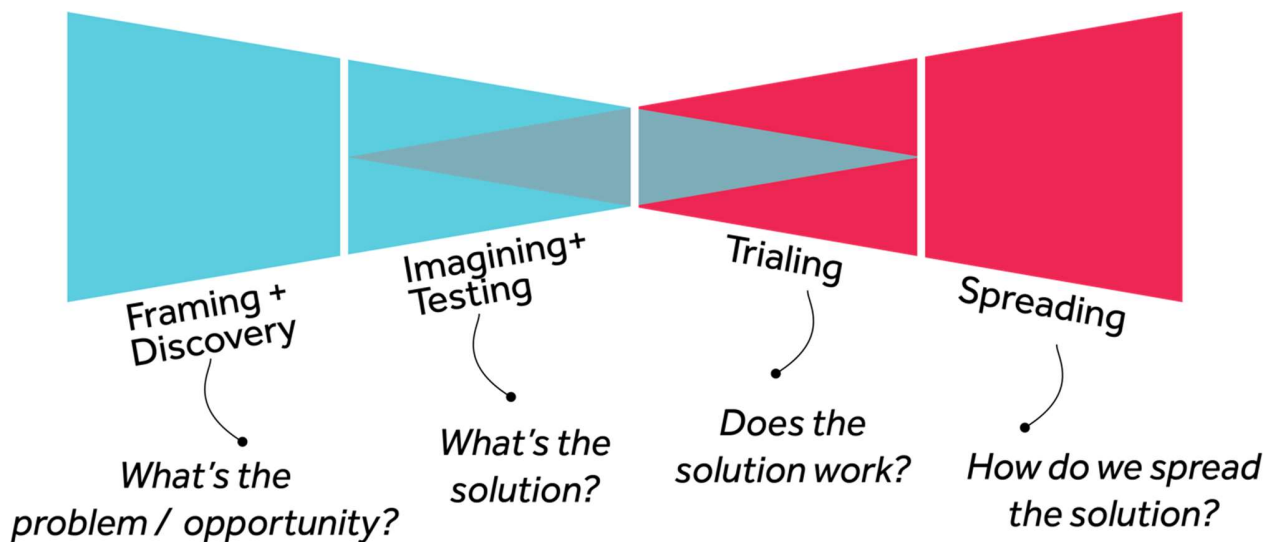 Framing +
Discovery
Imagining+
Testing
Trialing
Spreading
What's the
problem / opportunity?
What's the
solution?
Does the
solution work?
How do we spread
the solution?